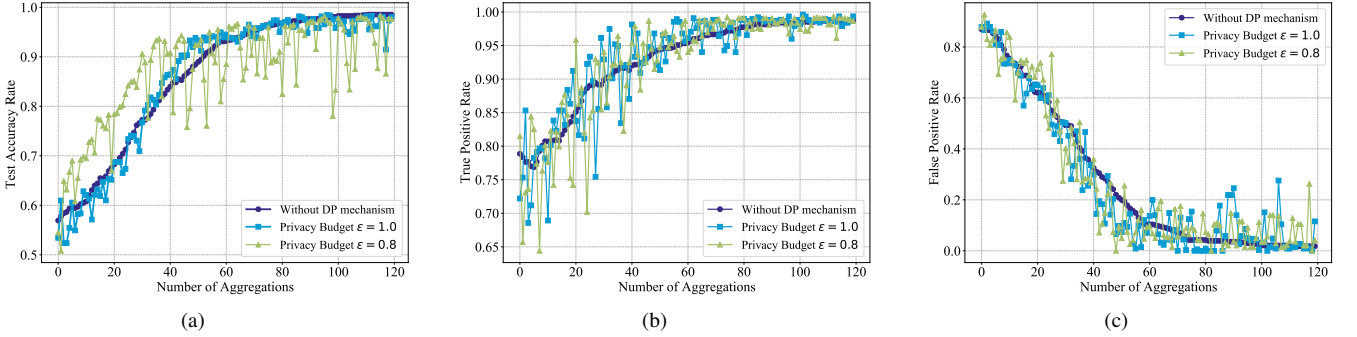 1.0
0.9
0.8
0.7
0.6
0.5
Test Accuracy Rate
0 20 40 60 80 100 120
Number of Aggregations
Without DP mechanism
Privacy Budget ε = 1.0
Privacy Budget ε = 0.8
(a)
1.00
0.95
0.90
0.85
0.80
0.75
0.70
0.65
True Positive Rate
0 20 40 60 80 100 120
Number of Aggregations
Without DP mechanism
Privacy Budget ε = 1.0
Privacy Budget ε = 0.8
(b)
Without DP mechanism
Privacy Budget ε = 1.0
Privacy Budget ε = 0.8
0.8
0.6
0.4
0.2
0.0
False Positive Rate
0 20 40 60 80 100 120
Number of Aggregations
(c)